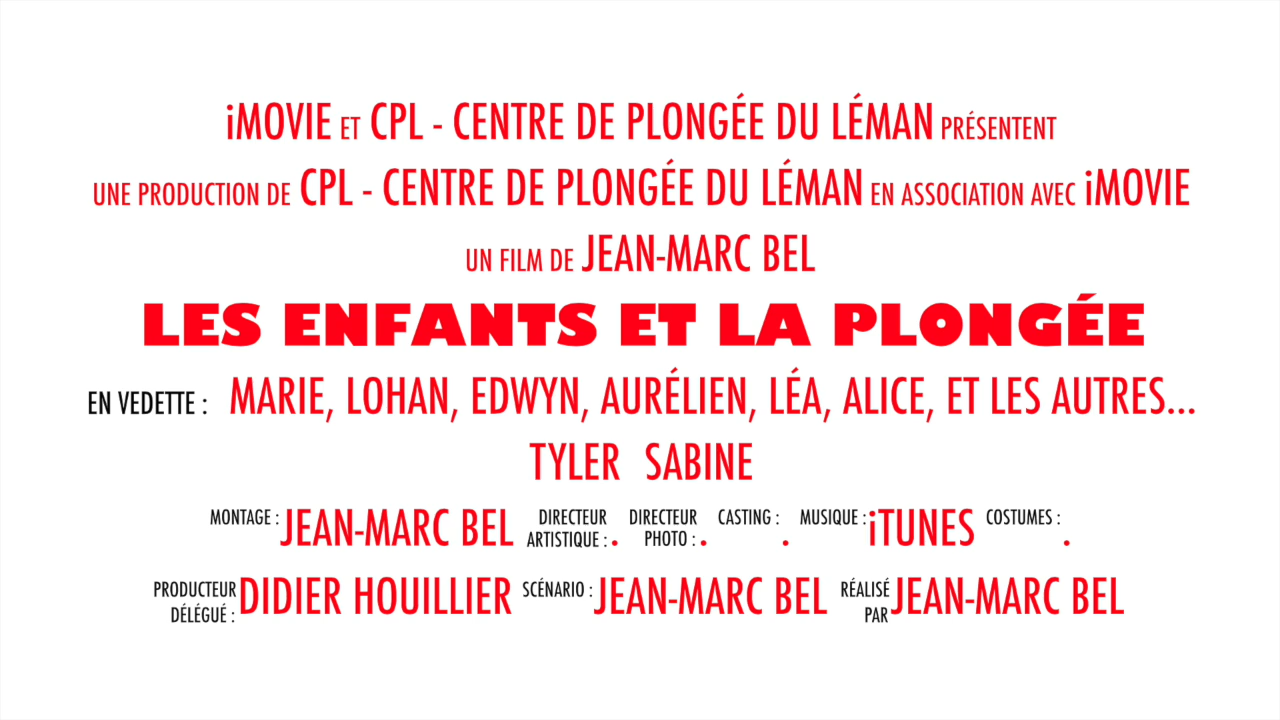 iMOVIE ET CPL - CENTRE DE PLONGÉE DU LÉMAN PRÉSENTENT
UNE PRODUCTION DE CPL - CENTRE DE PLONGÉE DU LÉMAN EN ASSOCIATION AVEC iMOVIE
UN FILM DE JEAN-MARC BEL
LES ENFANTS ET LA PLONGÉE
EN VEDETTE : MARIE, LOHAN, EDWYN, AURÉLIEN, LÉA, ALICE, ET LES AUTRES...
TYLER SABINE
MONTAGE : JEAN-MARC BEL DIRECTEUR ARTISTIQUE : . DIRECTEUR PHOTO : . CASTING : . MUSIQUE : iTUNES COSTUMES : .
PRODUCTEUR DÉLÉGUÉ : DIDIER HOUILLIER SCÉNARIO : JEAN-MARC BEL RÉALISÉ PAR JEAN-MARC BEL